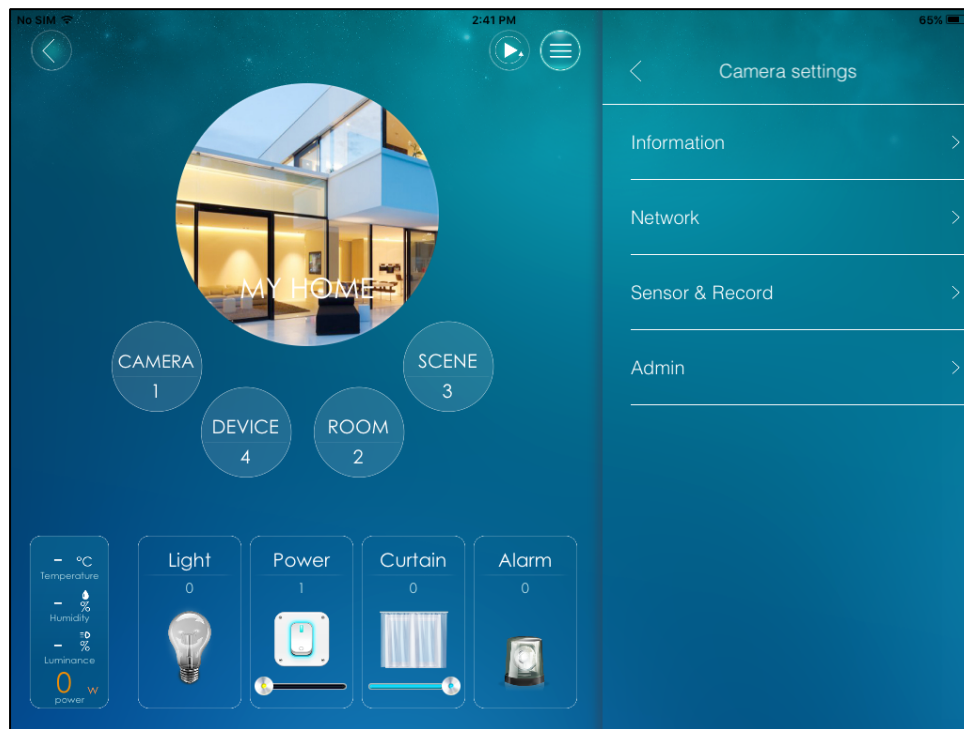 No SIM
2:41 PM
65%
MY HOME
CAMERA
1
DEVICE
4
ROOM
2
SCENE
3
- °C
Temperature
- %
Humidity
- %
Luminance
0 w
power
Light
0
Power
1
Curtain
0
Alarm
0
Camera settings
Information
Network
Sensor & Record
Admin